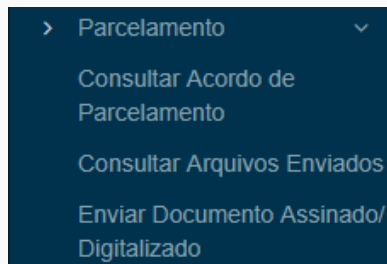 Parcelamento
Consultar Acordo de
Parcelamento
Consultar Arquivos Enviados
Enviar Documento Assinado/
Digitalizado